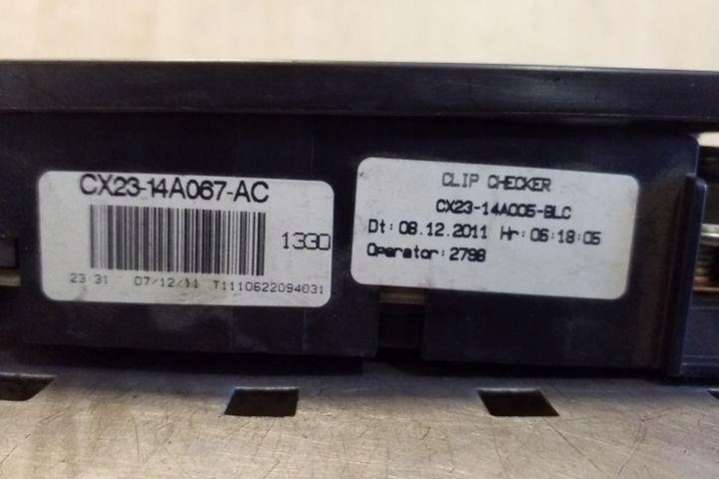 CX23-14A067-AC
1330
23 31 07/12/11 T1110622094031
CLIP CHECKER
CX23-14A005-BLC
Dt: 08.12.2011 Hr: 06:18:05
Operator: 2798